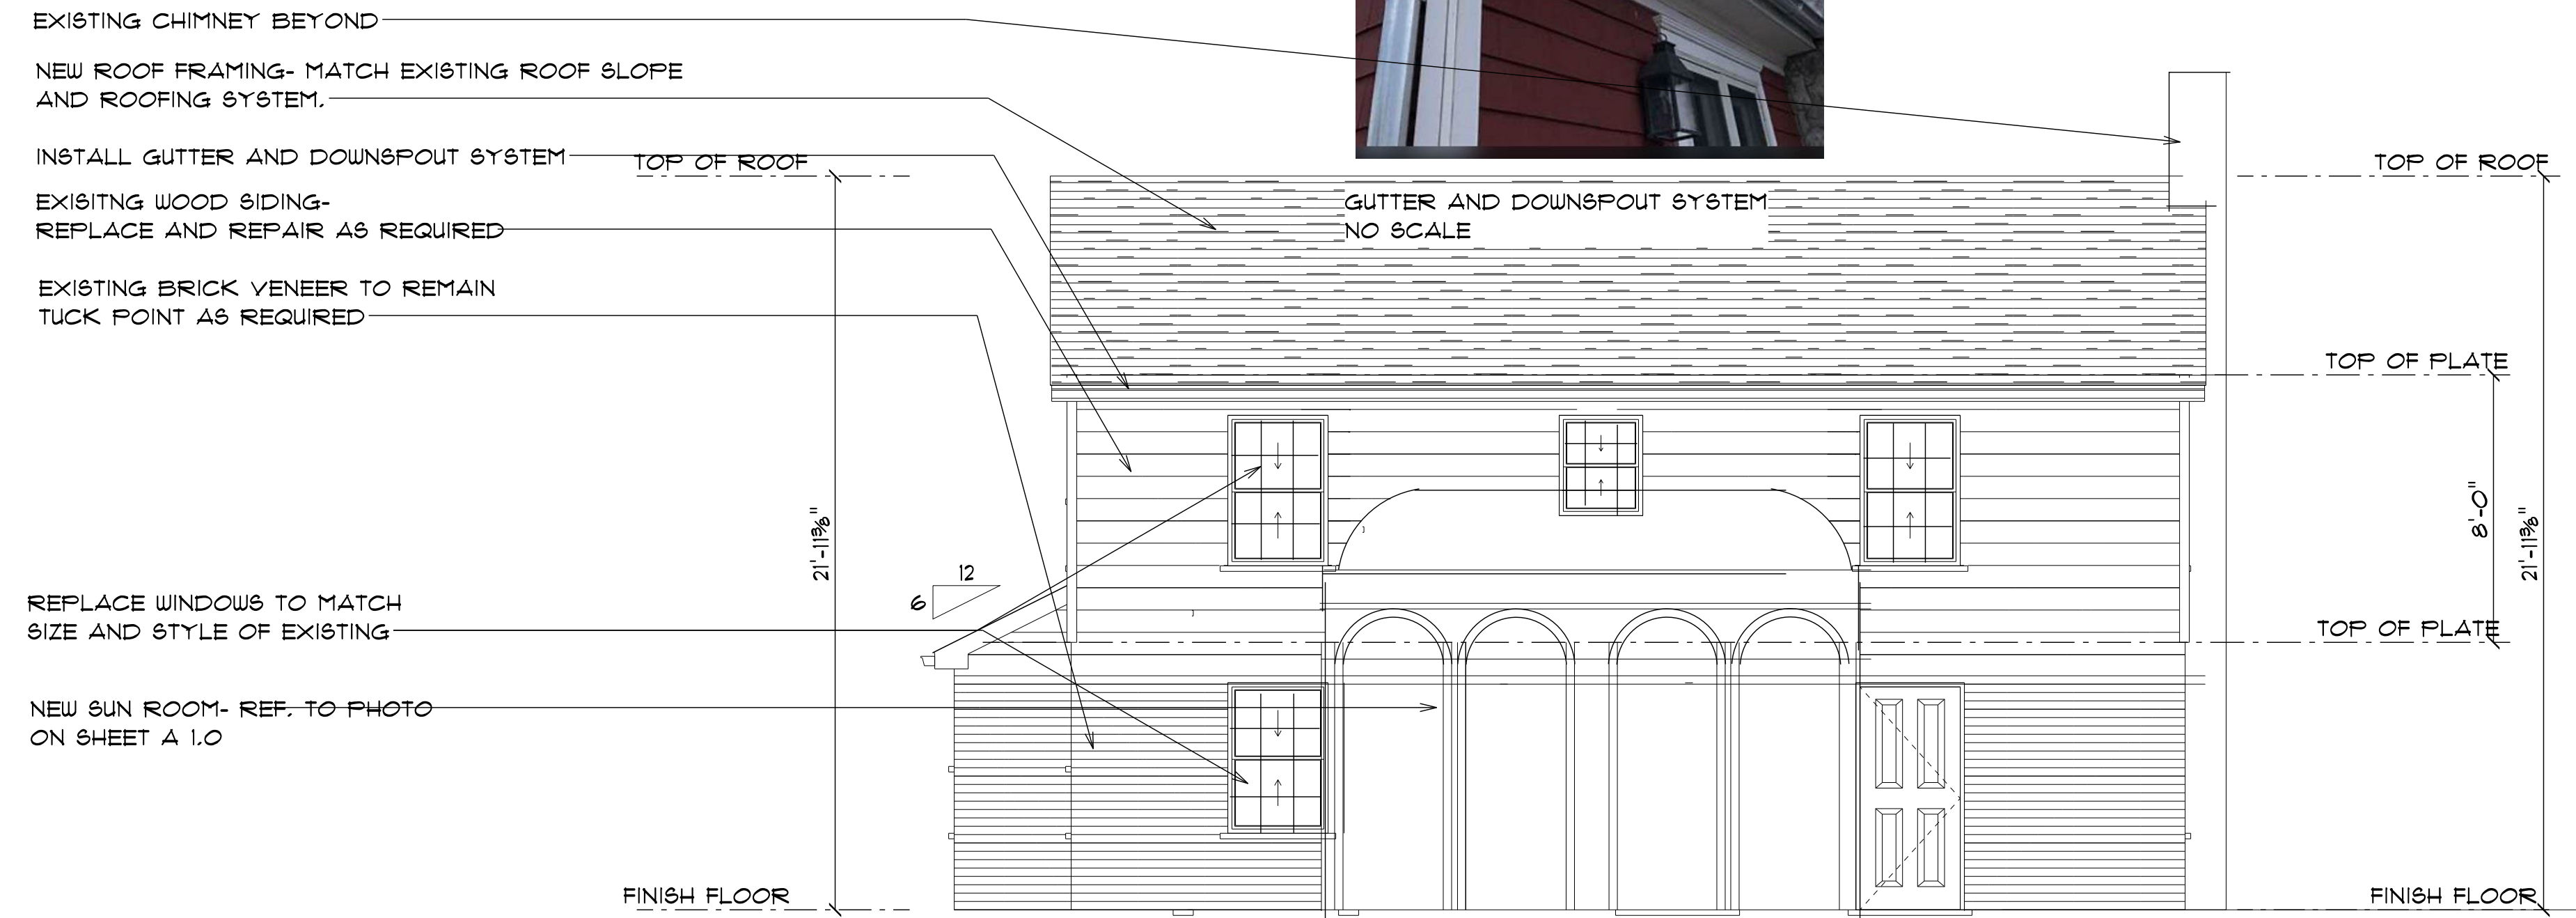 EXISTING CHIMNEY BEYOND
NEW ROOF FRAMING- MATCH EXISTING ROOF SLOPE
AND ROOFING SYSTEM.
INSTALL GUTTER AND DOWNSPOUT SYSTEM
EXISITNG WOOD SIDING-
REPLACE AND REPAIR AS REQUIRED
EXISTING BRICK VENEER TO REMAIN
TUCK POINT AS REQUIRED
REPLACE WINDOWS TO MATCH
SIZE AND STYLE OF EXISTING
NEW SUN ROOM- REF. TO PHOTO
ON SHEET A 1.0
TOP OF ROOF
21'-11⅜"
FINISH FLOOR
12
6
GUTTER AND DOWNSPOUT SYSTEM
NO SCALE
TOP OF ROOF
TOP OF PLATE
8'-0"
21'-11⅜"
TOP OF PLATE
FINISH FLOOR